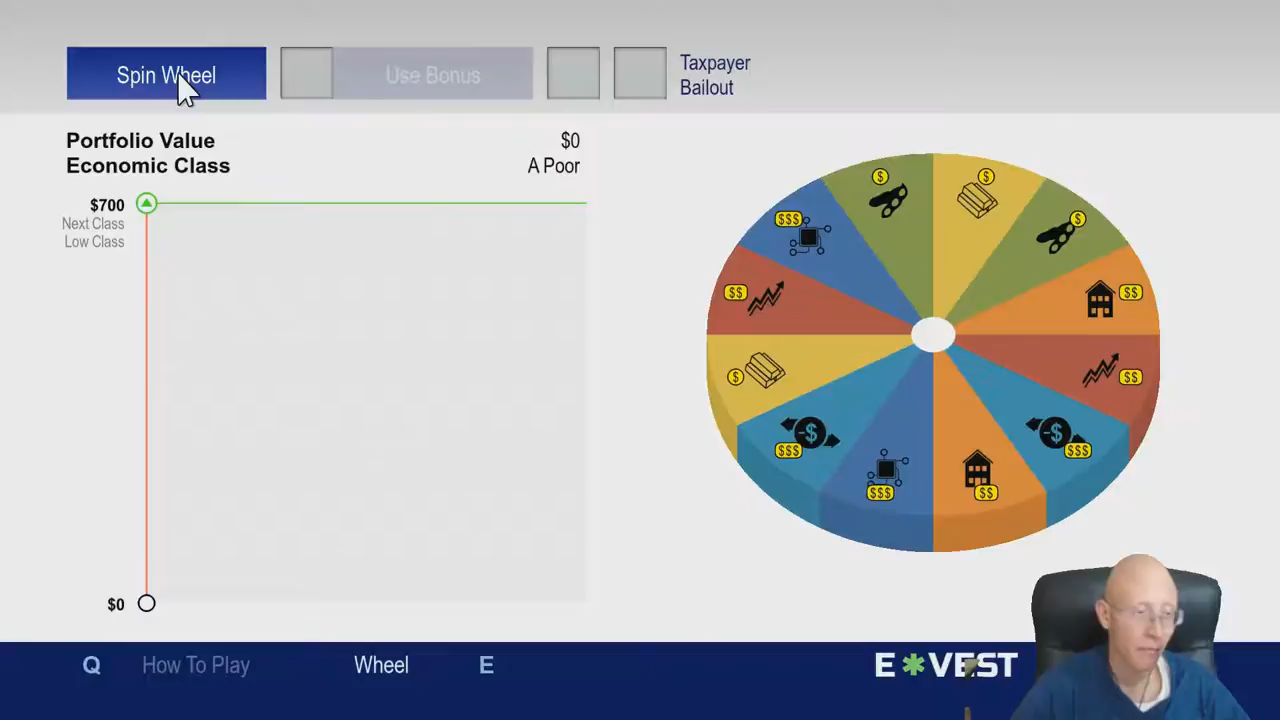 Spin Wheel
Use Bonus
Taxpayer
Bailout
Portfolio Value $0
Economic Class A Poor
$700
Next Class
Low Class
$0
$
$
$
$$$
$$
$$
$
$$
-$
$$$
-$
$$$
$$$
$$
Q How To Play Wheel E
E*VEST